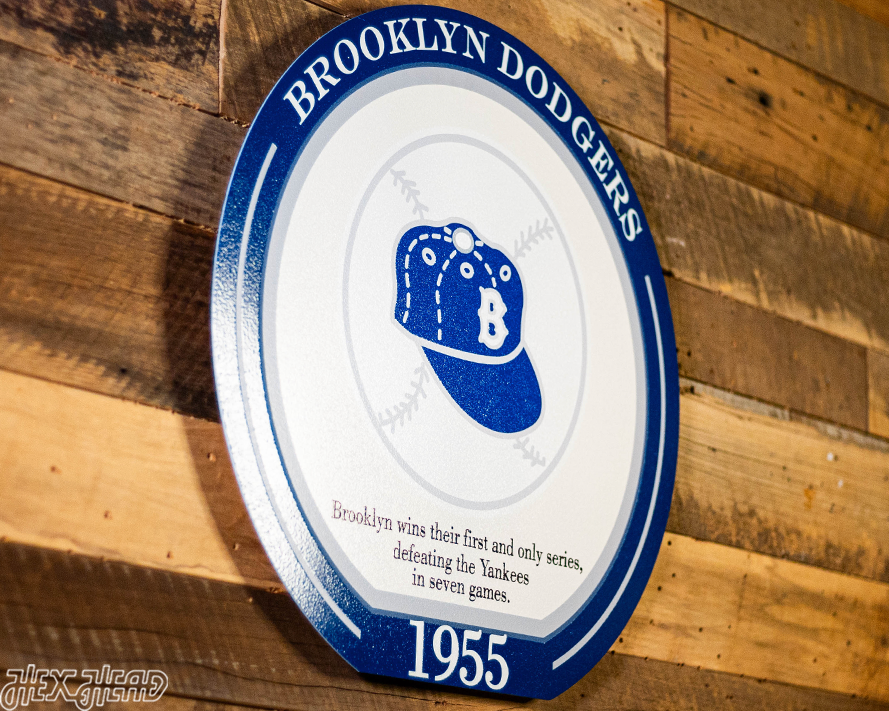 BROOKLYN DODGERS
B
Brooklyn wins their first and only series,
defeating the Yankees
in seven games.
1955
HEX HEAD